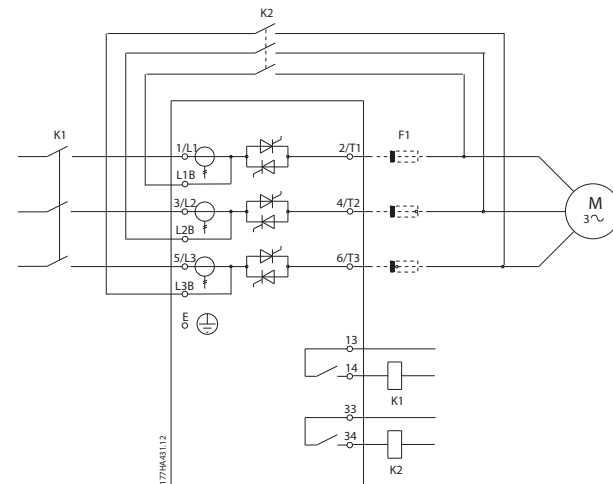 K2
K1
1/L1
2/T1
F1
L1B
3/L2
4/T2
M
3~
L2B
5/L3
6/T3
L3B
E
13
14
K1
33
34
K2
177HA431.12